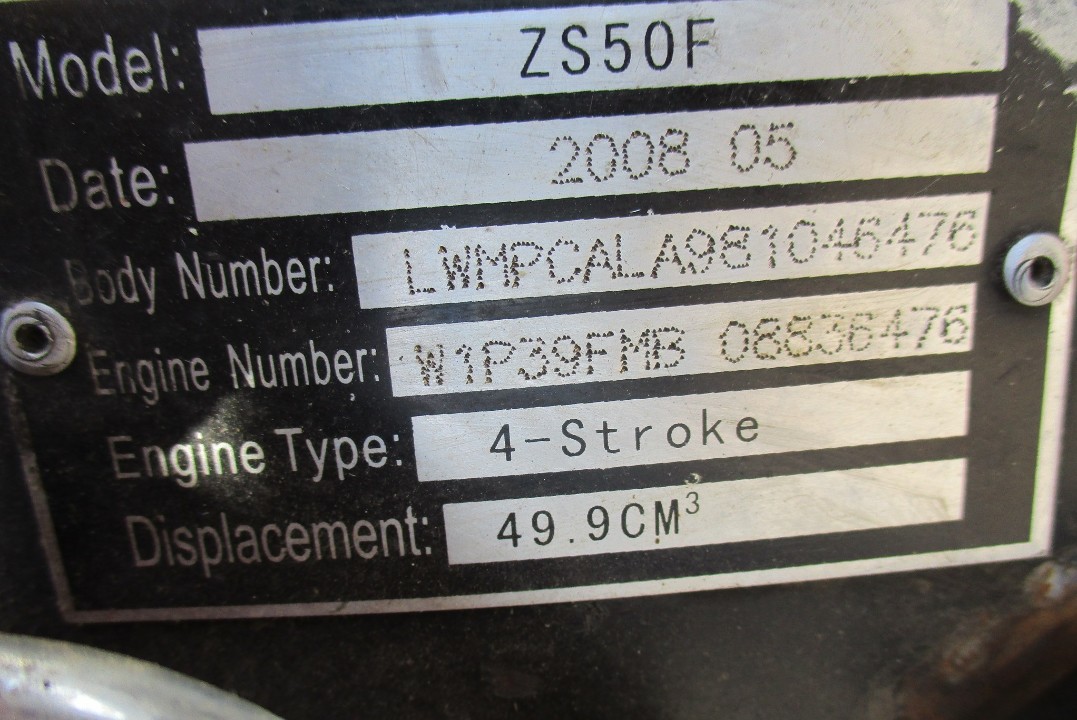 Model: ZS50F
Date: 2008 05
Body Number: LWMPCALA981046476
Engine Number: W1P39FMB 08836476
Engine Type: 4-Stroke
Displacement: 49.9CM³